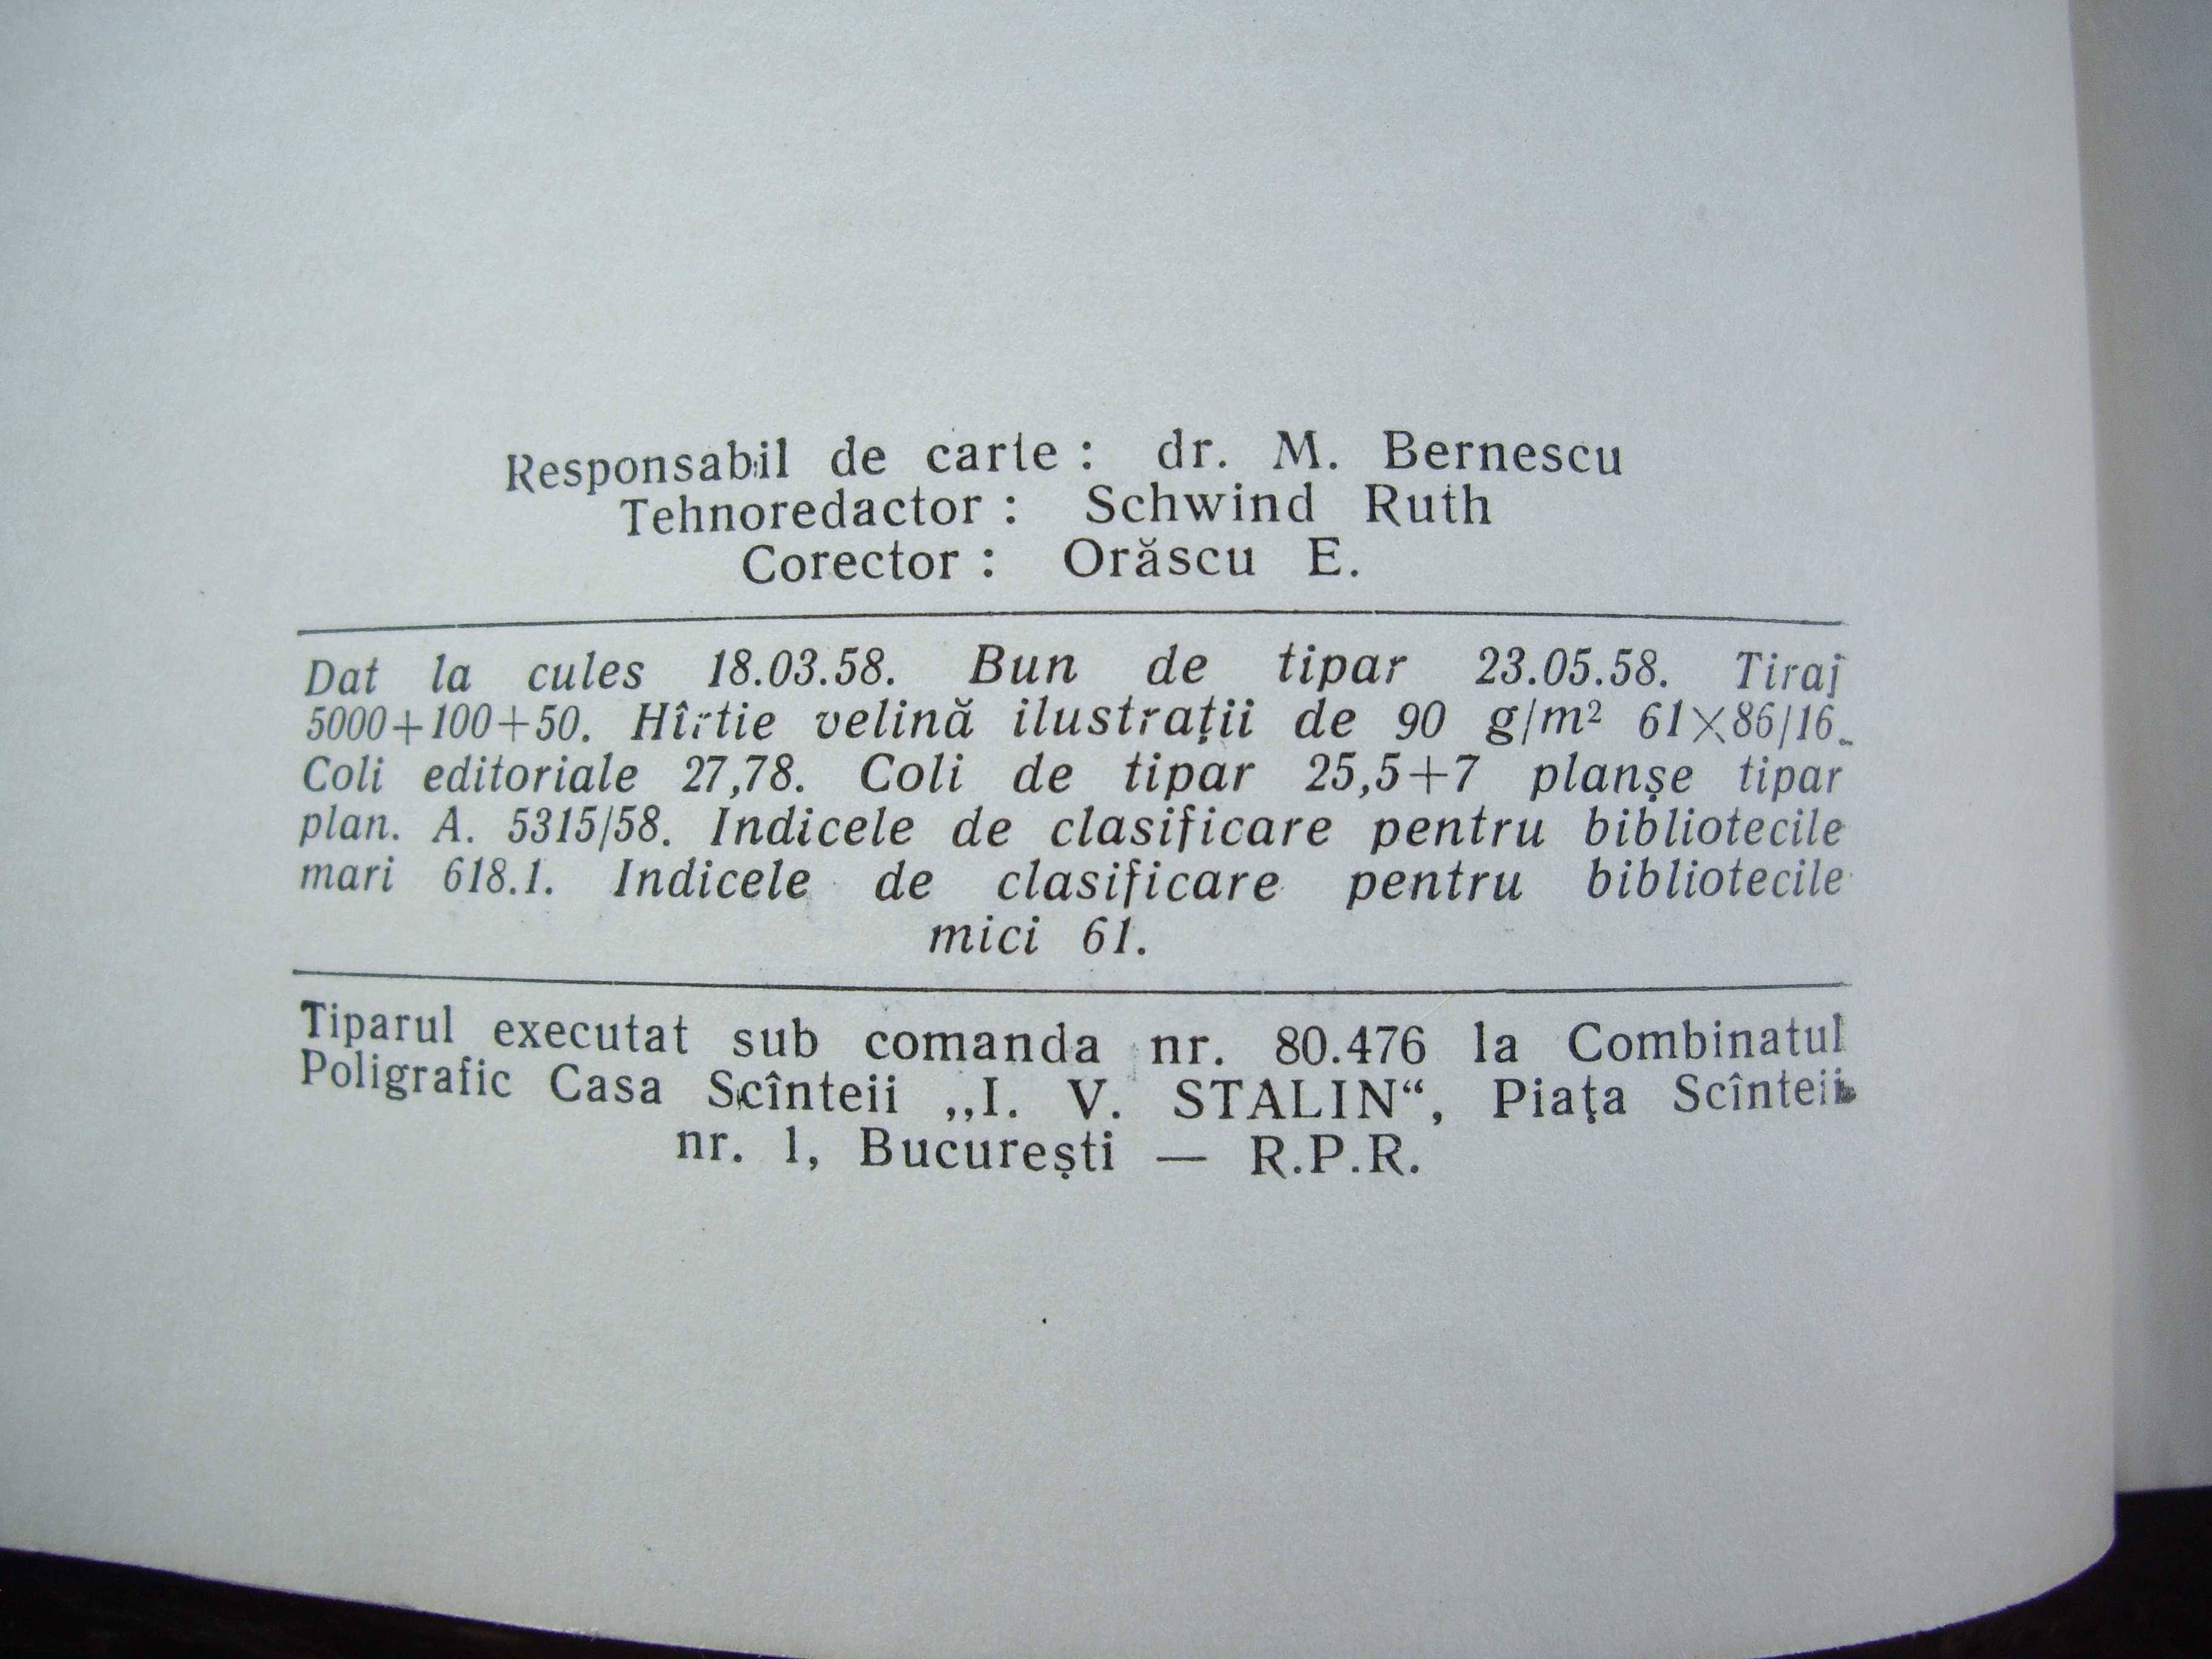 Responsabil de carte : dr. M. Bernescu
Tehnoredactor : Schwind Ruth
Corector : Orăscu E.
Dat la cules 18.03.58. Bun de tipar 23.05.58. Tiraj
5000+100+50. Hîrtie velină ilustrații de 90 g/m² 61×86/16.
Coli editoriale 27,78. Coli de tipar 25,5+7 planșe tipar
plan. A. 5315/58. Indicele de clasificare pentru bibliotecile
mari 618.1. Indicele de clasificare pentru bibliotecile
mici 61.
Tiparul executat sub comanda nr. 80.476 la Combinatul
Poligrafic Casa Scînteii „I. V. STALIN“, Piața Scînteii
nr. 1, București — R.P.R.